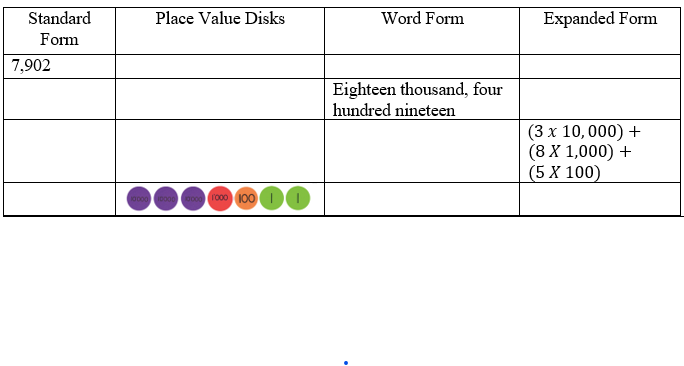 Standard Form
Place Value Disks
Word Form
Expanded Form
7,902
Eighteen thousand, four
hundred nineteen
(3 x 10,000) +
(8 X 1,000) +
(5 X 100)
1000 100 1 1